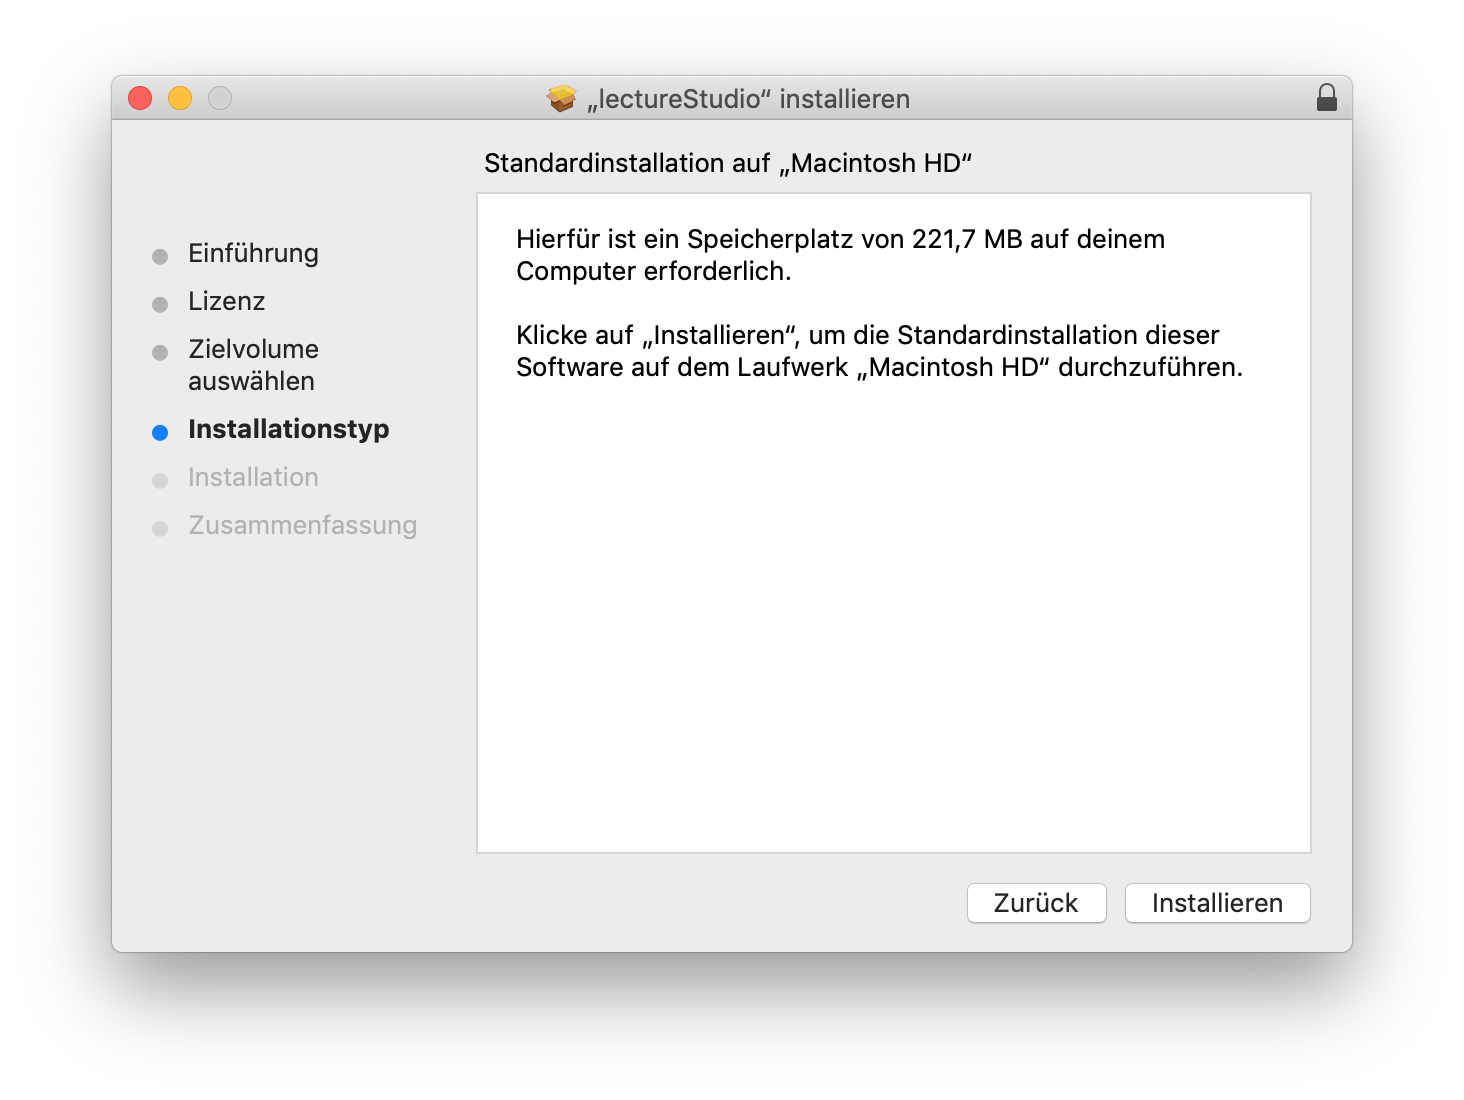 „lectureStudio“ installieren
Standardinstallation auf „Macintosh HD“
Einführung
Lizenz
Zielvolume
auswählen
Installationstyp
Installation
Zusammenfassung
Hierfür ist ein Speicherplatz von 221,7 MB auf deinem
Computer erforderlich.
Klicke auf „Installieren“, um die Standardinstallation dieser
Software auf dem Laufwerk „Macintosh HD“ durchzuführen.
Zurück
Installieren